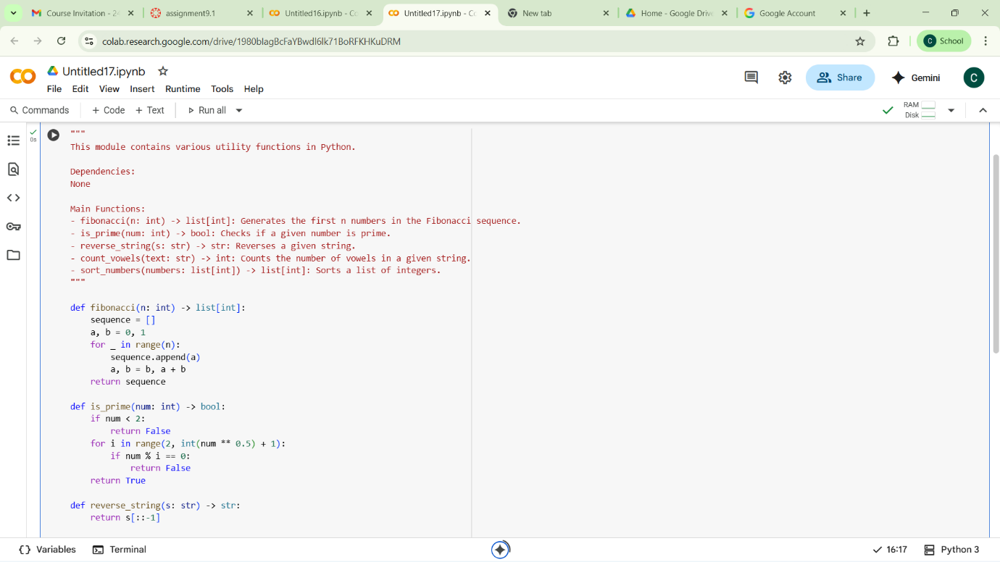 Course Invitation - 24
assignment9.1
Untitled16.ipynb - Co
Untitled17.ipynb - Co
New tab
Home - Google Drive
Google Account
colab.research.google.com/drive/1980bIagBcFaYBwdl6lk71BoRFKHKuDRM
C School
Untitled17.ipynb
File Edit View Insert Runtime Tools Help
Share
Gemini
C
Commands + Code + Text Run all
RAM
Disk
0s
"""
This module contains various utility functions in Python.
Dependencies:
None
Main Functions:
- fibonacci(n: int) -> list[int]: Generates the first n numbers in the Fibonacci sequence.
- is_prime(num: int) -> bool: Checks if a given number is prime.
- reverse_string(s: str) -> str: Reverses a given string.
- count_vowels(text: str) -> int: Counts the number of vowels in a given string.
- sort_numbers(numbers: list[int]) -> list[int]: Sorts a list of integers.
"""
def fibonacci(n: int) -> list[int]:
    sequence = []
    a, b = 0, 1
    for _ in range(n):
        sequence.append(a)
        a, b = b, a + b
    return sequence
def is_prime(num: int) -> bool:
    if num < 2:
        return False
    for i in range(2, int(num ** 0.5) + 1):
        if num % i == 0:
            return False
    return True
def reverse_string(s: str) -> str:
    return s[::-1]
{} Variables
Terminal
16:17
Python 3